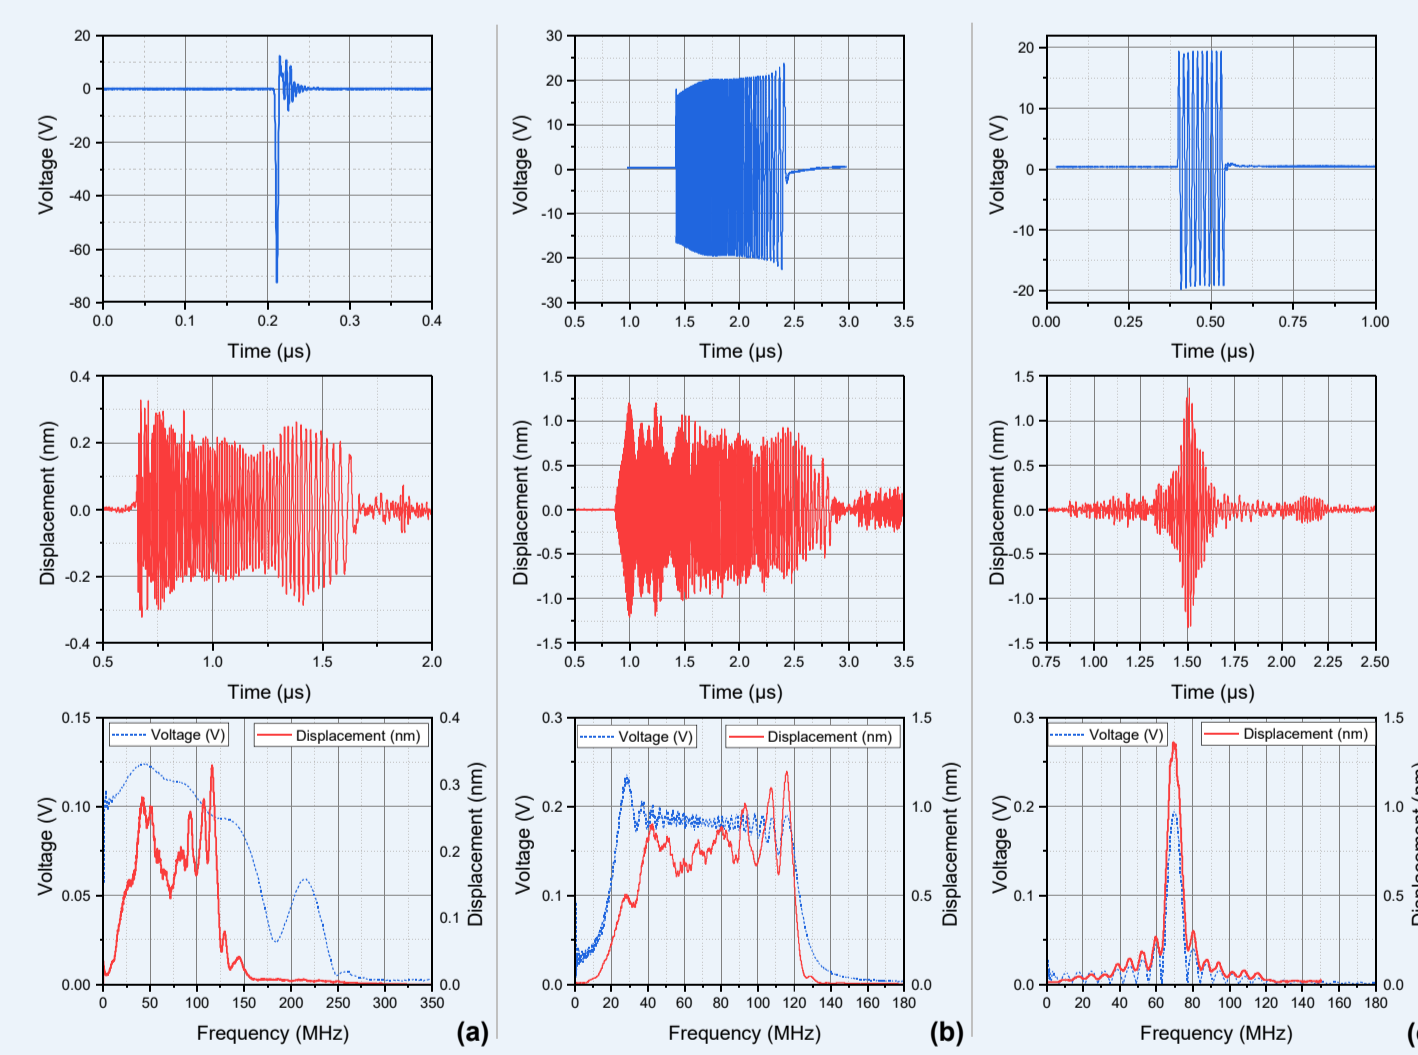 20
0
-20
-40
-60
-80
Voltage (V)
0.0 0.1 0.2 0.3 0.4
Time (µs)
30
20
10
0
-10
-20
-30
Voltage (V)
0.5 1.0 1.5 2.0 2.5 3.0 3.5
Time (µs)
20
10
0
-10
-20
Voltage (V)
0.00 0.25 0.50 0.75 1.00
Time (µs)
0.4
0.2
0.0
-0.2
-0.4
Displacement (nm)
0.5 1.0 1.5 2.0
Time (µs)
1.5
1.0
0.5
0.0
-0.5
-1.0
-1.5
Displacement (nm)
0.5 1.0 1.5 2.0 2.5 3.0 3.5
Time (µs)
1.5
1.0
0.5
0.0
-0.5
-1.0
-1.5
Displacement (nm)
0.75 1.00 1.25 1.50 1.75 2.00 2.25 2.50
Time (µs)
0.15
0.10
0.05
0.00
Voltage (V)
Voltage (V) Displacement (nm)
0.4
0.3
0.2
0.1
0.0
Displacement (nm)
0 50 100 150 200 250 300 350
Frequency (MHz)
(a)
0.3
0.2
0.1
0.0
Voltage (V)
Voltage (V) Displacement (nm)
1.5
1.0
0.5
0.0
Displacement (nm)
0 20 40 60 80 100 120 140 160 180
Frequency (MHz)
(b)
0.3
0.2
0.1
0.0
Voltage (V)
Voltage (V) Displacement (nm)
1.5
1.0
0.5
0.0
0 20 40 60 80 100 120 140 160 180
Frequency (MHz)